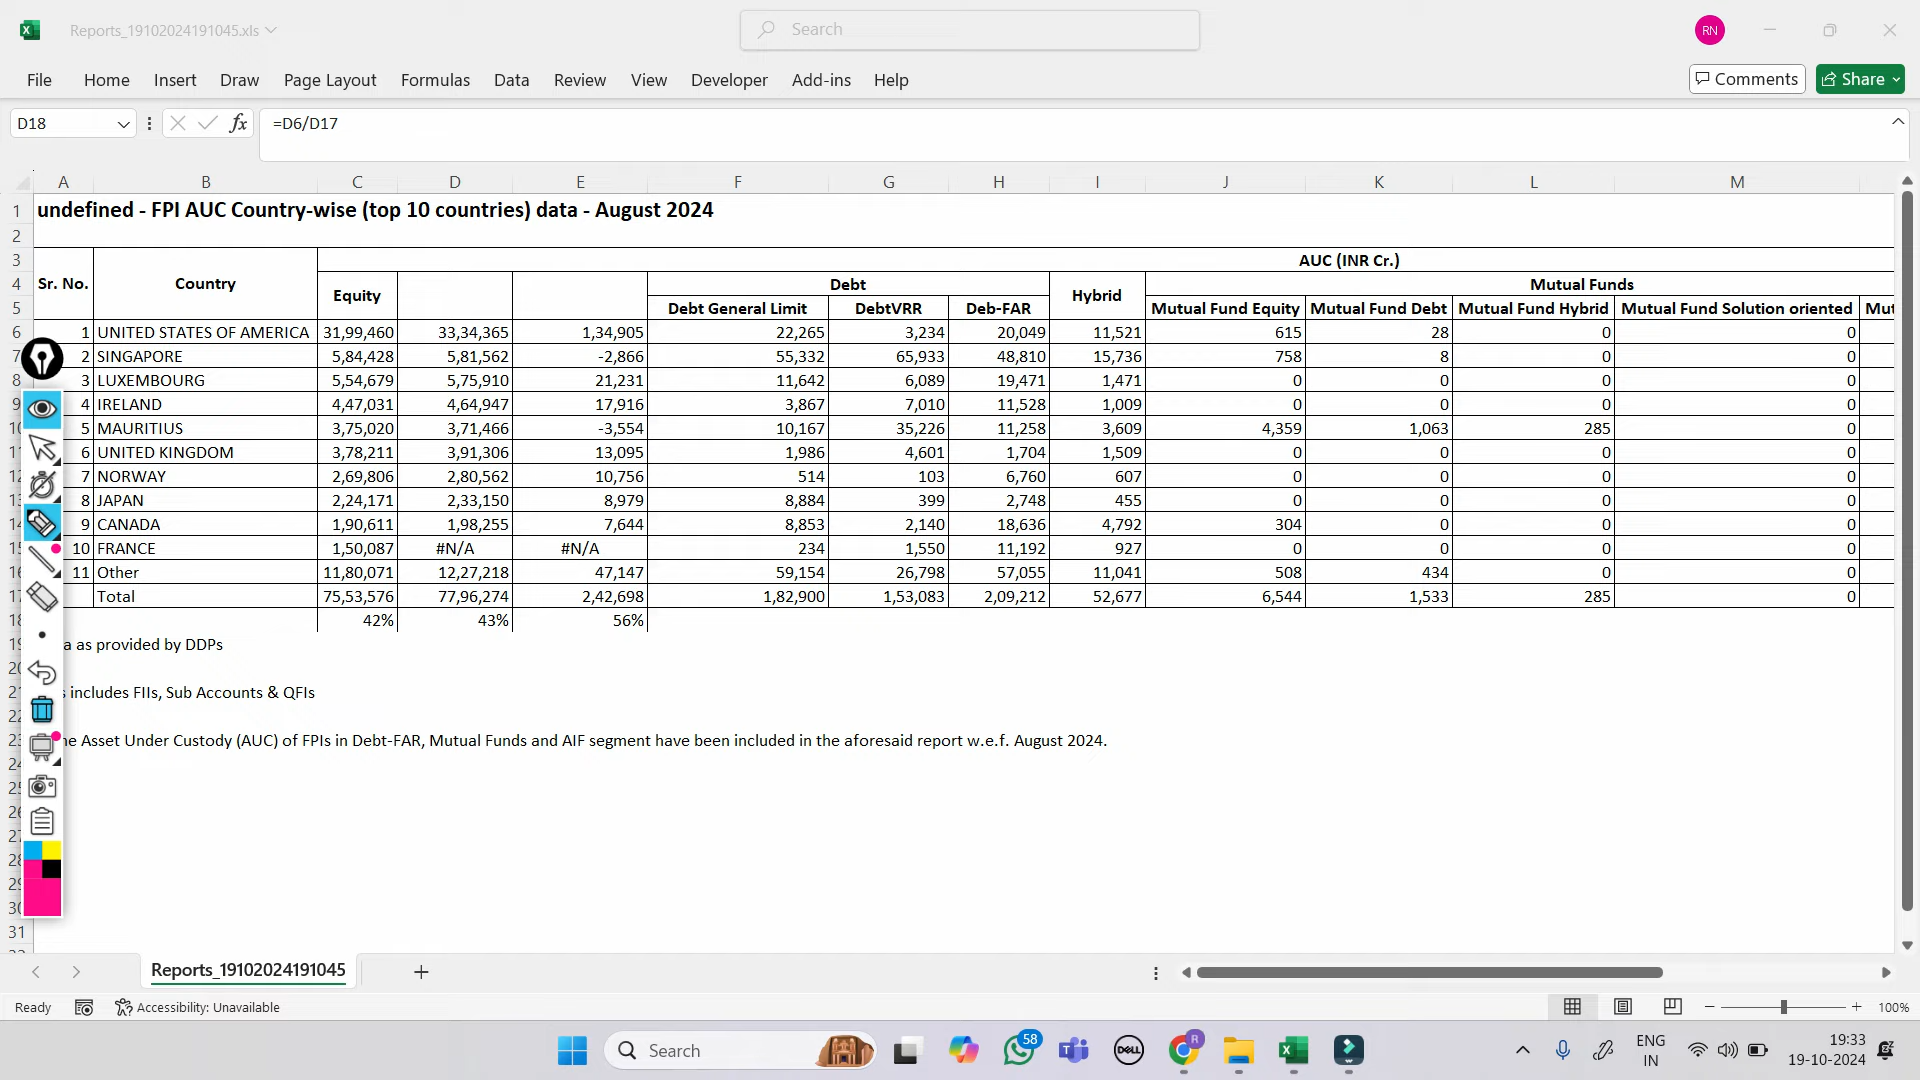 Reports_19102024191045.xls
Search
RN
File Home Insert Draw Page Layout Formulas Data Review View Developer Add-ins Help
Comments Share
D18 fx =D6/D17
A B C D E F G H I J K L M
1 undefined - FPI AUC Country-wise (top 10 countries) data - August 2024
2
3 AUC (INR Cr.)
4 Sr. No. Country Equity Debt Hybrid Mutual Funds
5 Debt General Limit DebtVRR Deb-FAR Mutual Fund Equity Mutual Fund Debt Mutual Fund Hybrid Mutual Fund Solution oriented Mut
6 1 UNITED STATES OF AMERICA 31,99,460 33,34,365 1,34,905 22,265 3,234 20,049 11,521 615 28 0 0
7 2 SINGAPORE 5,84,428 5,81,562 -2,866 55,332 65,933 48,810 15,736 758 8 0 0
8 3 LUXEMBOURG 5,54,679 5,75,910 21,231 11,642 6,089 19,471 1,471 0 0 0 0
9 4 IRELAND 4,47,031 4,64,947 17,916 3,867 7,010 11,528 1,009 0 0 0 0
5 MAURITIUS 3,75,020 3,71,466 -3,554 10,167 35,226 11,258 3,609 4,359 1,063 285 0
6 UNITED KINGDOM 3,78,211 3,91,306 13,095 1,986 4,601 1,704 1,509 0 0 0 0
7 NORWAY 2,69,806 2,80,562 10,756 514 103 6,760 607 0 0 0 0
8 JAPAN 2,24,171 2,33,150 8,979 8,884 399 2,748 455 0 0 0 0
9 CANADA 1,90,611 1,98,255 7,644 8,853 2,140 18,636 4,792 304 0 0 0
10 FRANCE 1,50,087 #N/A #N/A 234 1,550 11,192 927 0 0 0 0
11 Other 11,80,071 12,27,218 47,147 59,154 26,798 57,055 11,041 508 434 0 0
Total 75,53,576 77,96,274 2,42,698 1,82,900 1,53,083 2,09,212 52,677 6,544 1,533 285 0
42% 43% 56%
a as provided by DDPs
s includes FIIs, Sub Accounts & QFIs
he Asset Under Custody (AUC) of FPIs in Debt-FAR, Mutual Funds and AIF segment have been included in the aforesaid report w.e.f. August 2024.
31
Reports_19102024191045
Ready Accessibility: Unavailable 100%
Search 58 DELL ENG 19:33
IN 19-10-2024